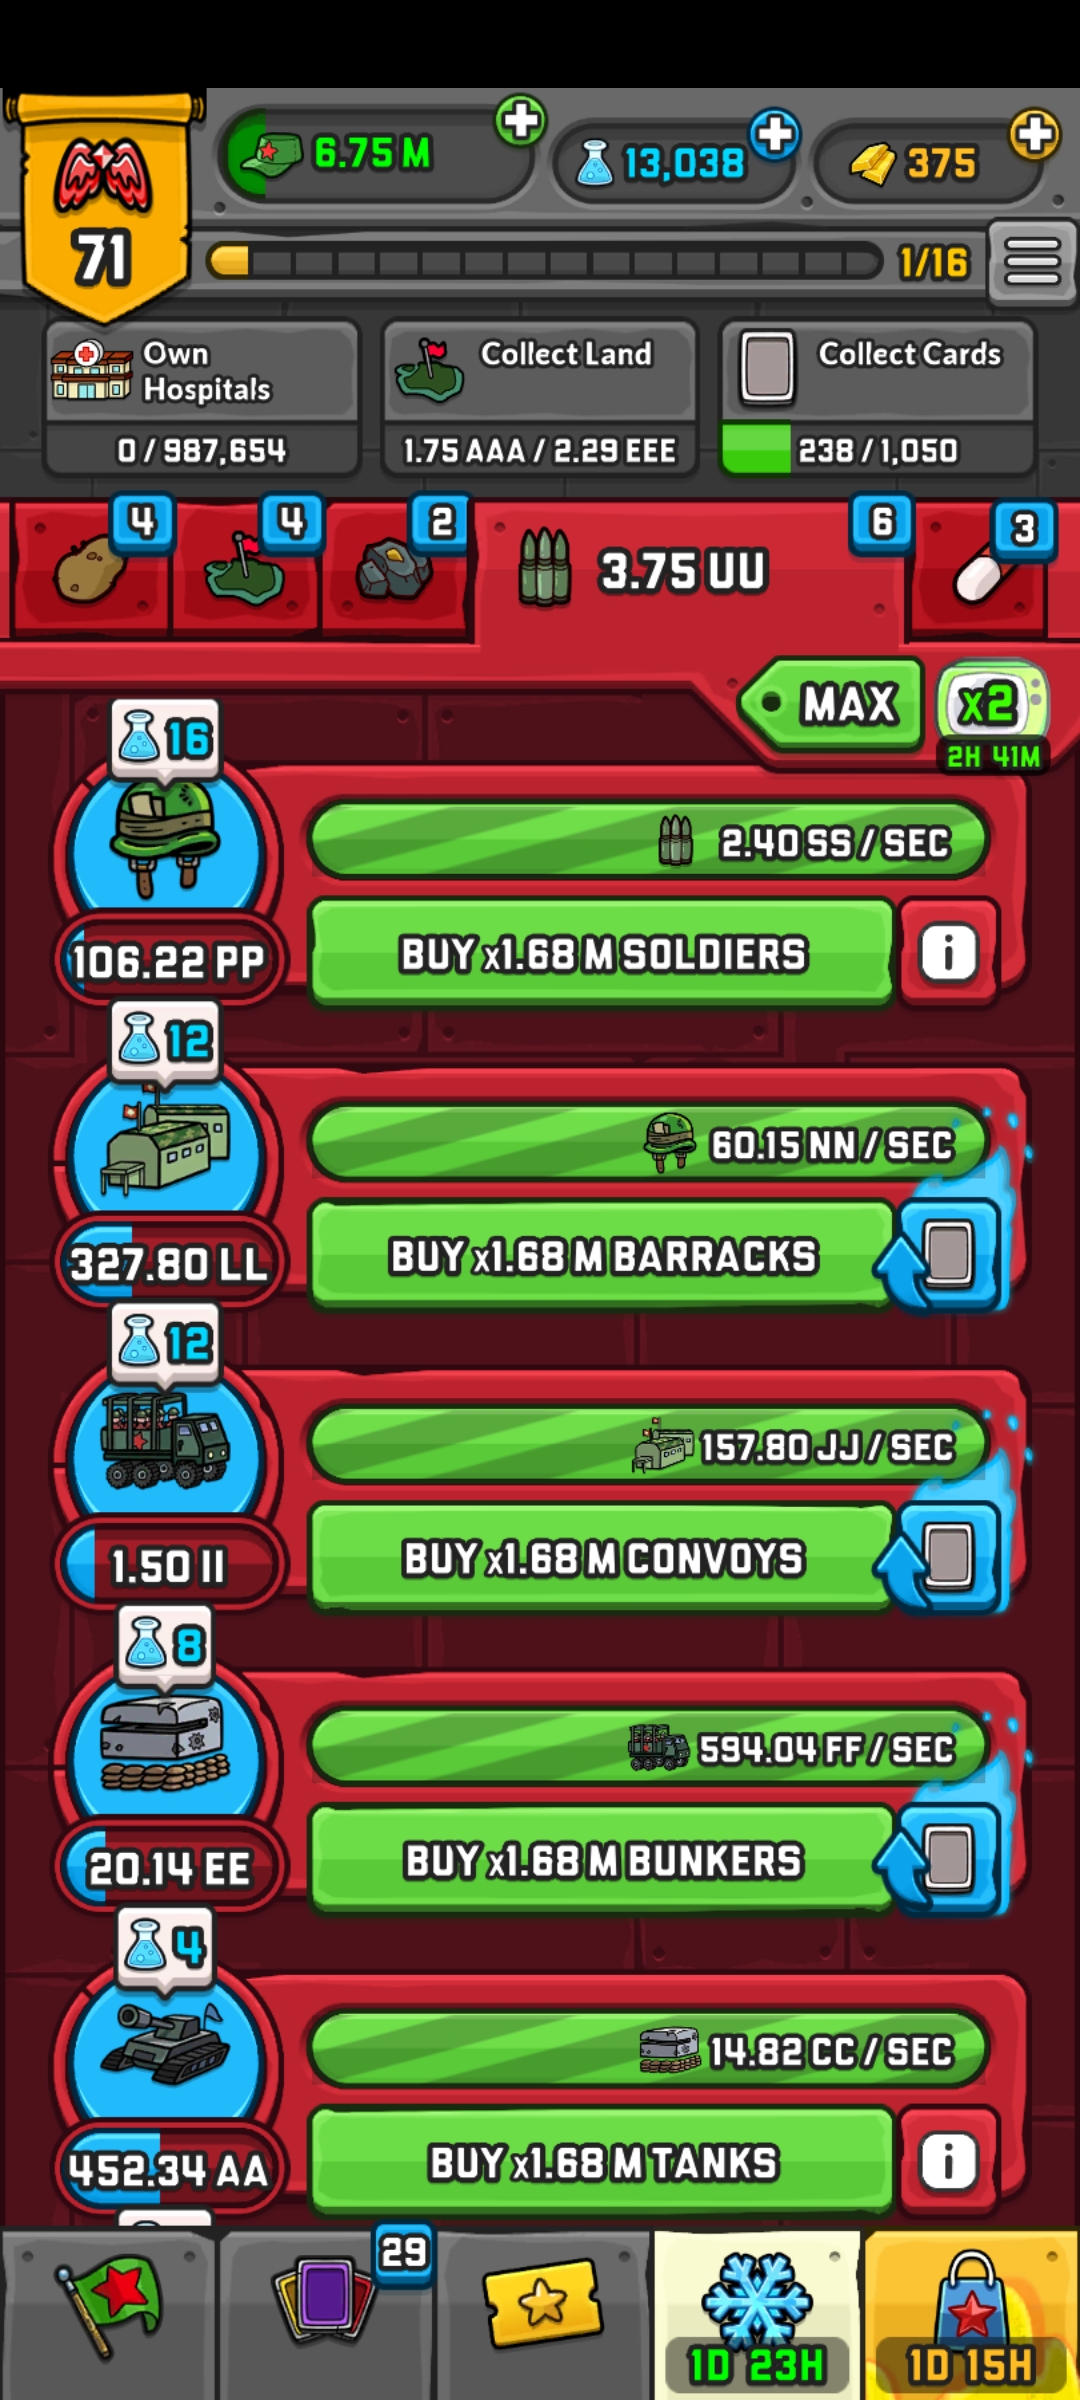 6.75 M
13,038
375
71
1/16
Own
Hospitals
0 / 987,654
Collect Land
1.75 AAA / 2.29 EEE
Collect Cards
238 / 1,050
4
4
2
3.75 UU
6
3
MAX
x2
2H 41M
16
2.40 SS / SEC
106.22 PP
BUY x1.68 M SOLDIERS
i
12
60.15 NN / SEC
327.80 LL
BUY x1.68 M BARRACKS
12
157.80 JJ / SEC
1.50 II
BUY x1.68 M CONVOYS
8
594.04 FF / SEC
20.14 EE
BUY x1.68 M BUNKERS
4
14.82 CC / SEC
452.34 AA
BUY x1.68 M TANKS
i
29
1D 23H
1D 15H